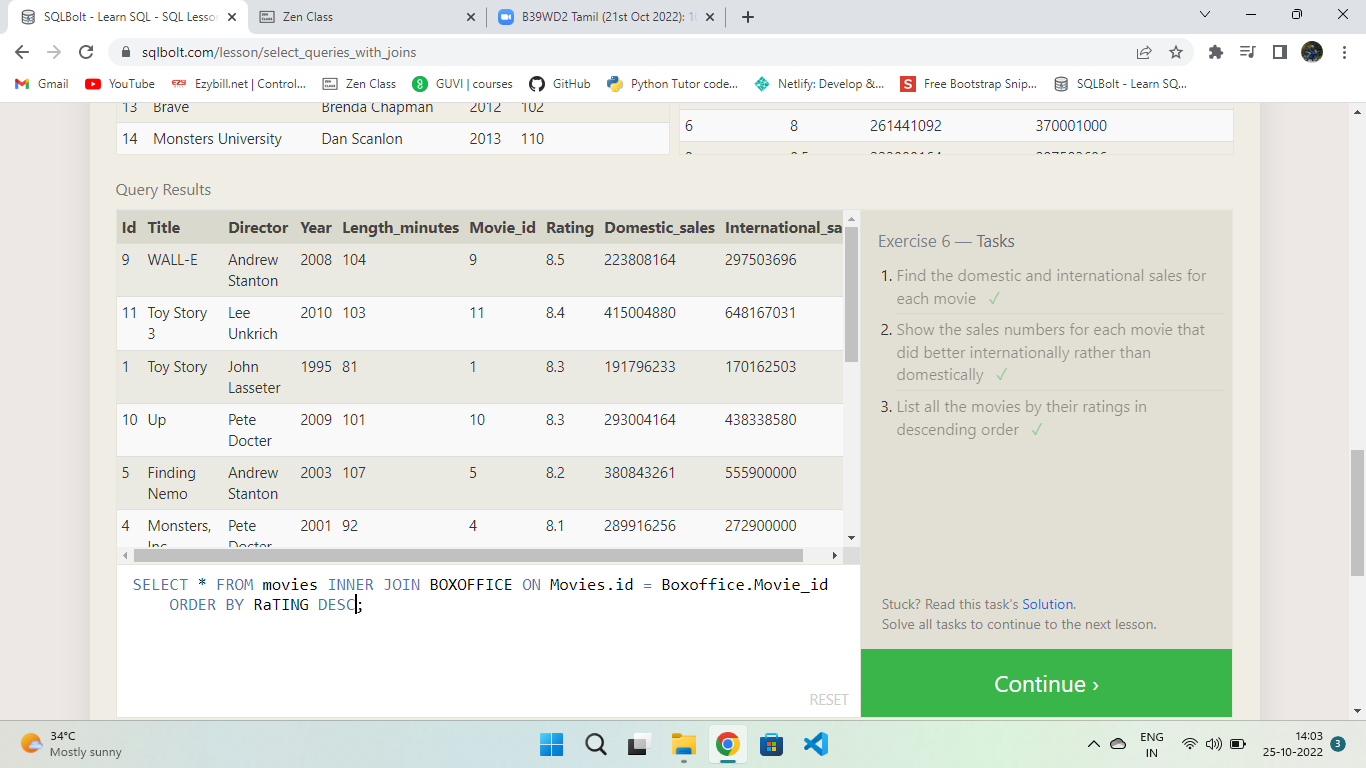 SQLBolt - Learn SQL - SQL Lesson
Zen Class
B39WD2 Tamil (21st Oct 2022):
sqlbolt.com/lesson/select_queries_with_joins
Gmail YouTube Ezybill.net | Control... Zen Class GUVI | courses GitHub Python Tutor code... Netlify: Develop &... Free Bootstrap Snip... SQLBolt - Learn SQ...
13 Brave Brenda Chapman 2012 102
14 Monsters University Dan Scanlon 2013 110
6 8 261441092 370001000
Query Results
Id Title Director Year Length_minutes Movie_id Rating Domestic_sales International_sa
9 WALL-E Andrew Stanton 2008 104 9 8.5 223808164 297503696
11 Toy Story 3 Lee Unkrich 2010 103 11 8.4 415004880 648167031
1 Toy Story John Lasseter 1995 81 1 8.3 191796233 170162503
10 Up Pete Docter 2009 101 10 8.3 293004164 438338580
5 Finding Nemo Andrew Stanton 2003 107 5 8.2 380843261 555900000
4 Monsters, Inc. Pete Docter 2001 92 4 8.1 289916256 272900000
SELECT * FROM movies INNER JOIN BOXOFFICE ON Movies.id = Boxoffice.Movie_id
ORDER BY RaTING DESC;
RESET
Exercise 6 — Tasks
1. Find the domestic and international sales for
each movie ✓
2. Show the sales numbers for each movie that
did better internationally rather than
domestically ✓
3. List all the movies by their ratings in
descending order ✓
Stuck? Read this task's Solution.
Solve all tasks to continue to the next lesson.
Continue ›
34°C
Mostly sunny
ENG
IN
14:03
25-10-2022
3